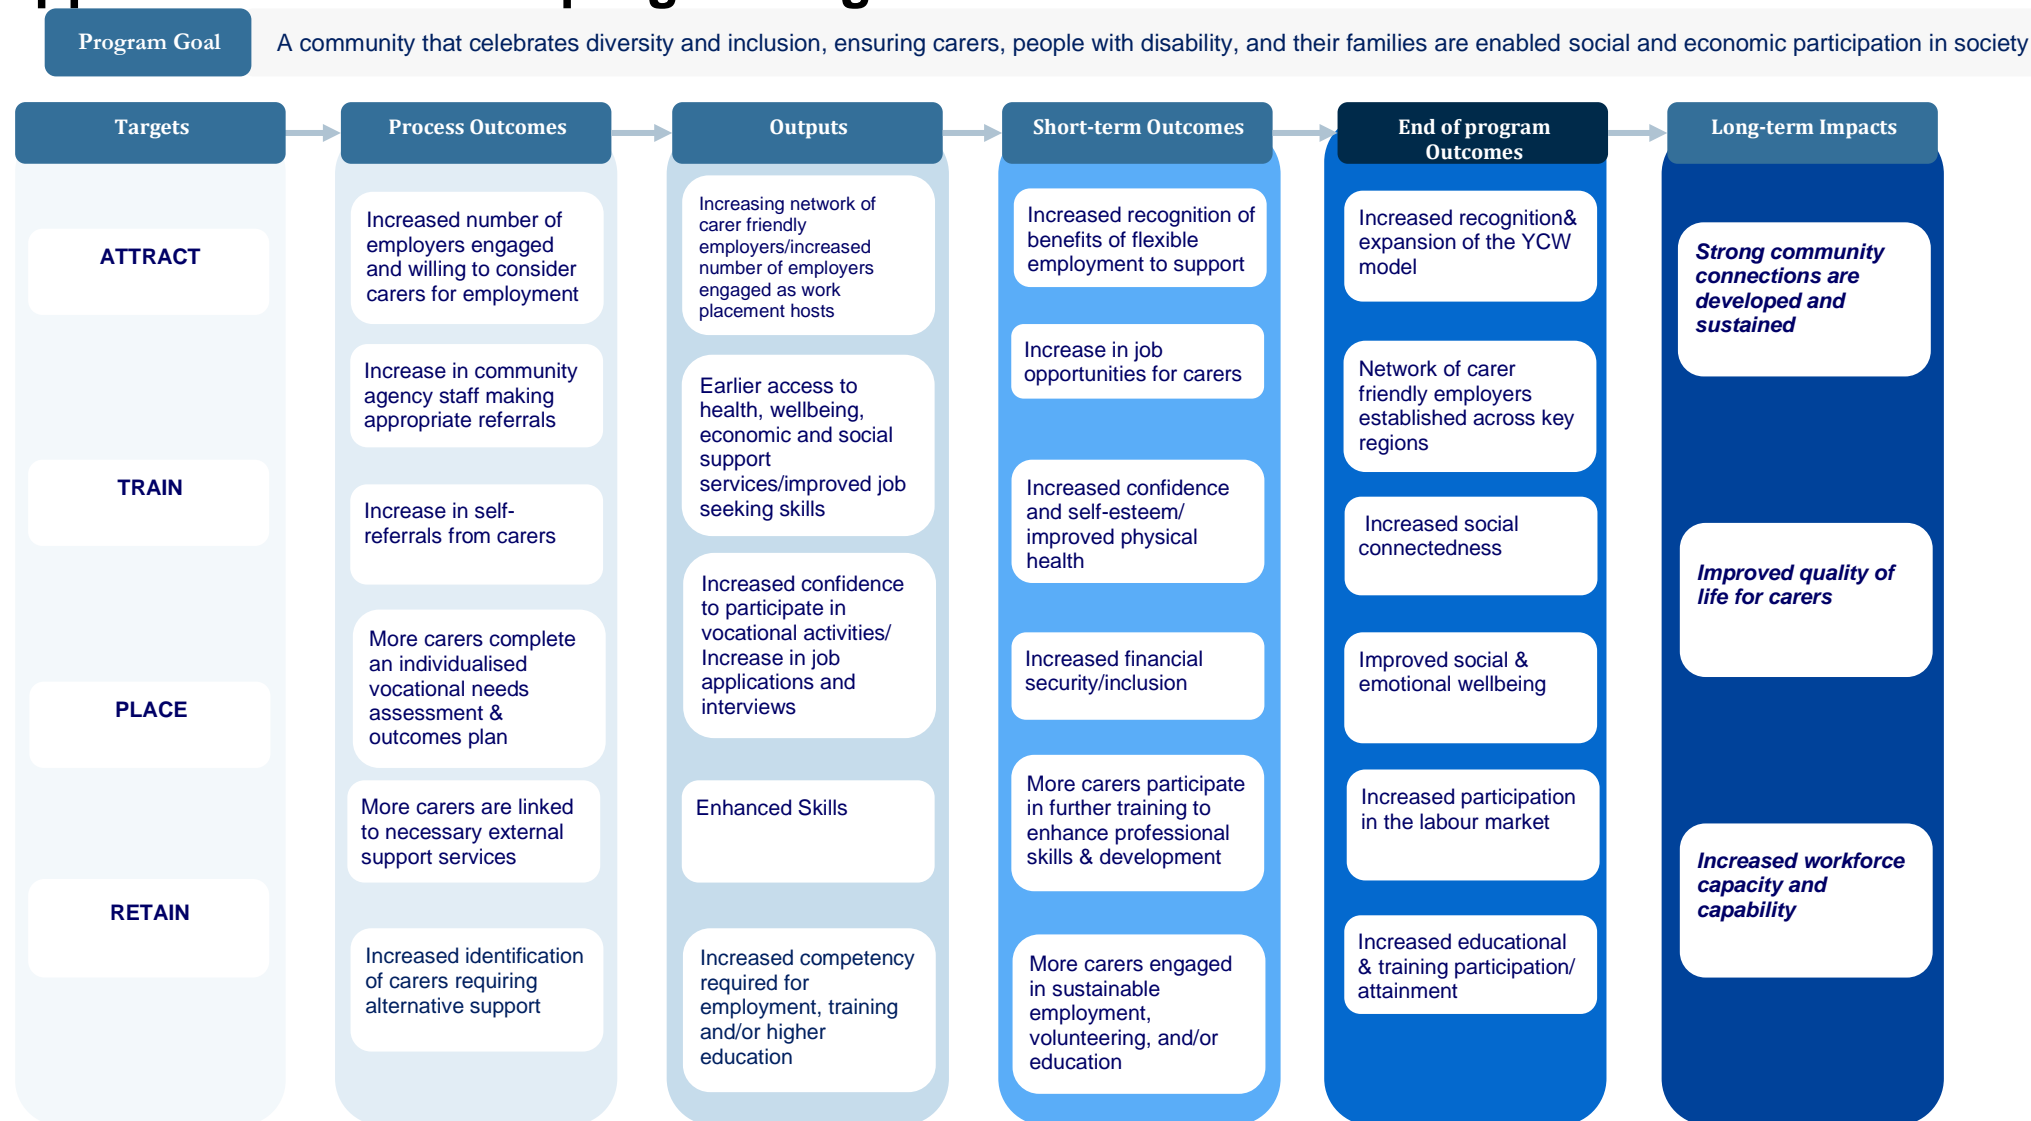 Program Goal
A community that celebrates diversity and inclusion, ensuring carers, people with disability, and their families are enabled social and economic participation in society
Targets
ATTRACT
TRAIN
PLACE
RETAIN
Process Outcomes
Increased number of
employers engaged
and willing to consider
carers for employment
Increase in community
agency staff making
appropriate referrals
Increase in self-
referrals from carers
More carers complete
an individualised
vocational needs
assessment &
outcomes plan
More carers are linked
to necessary external
support services
Increased identification
of carers requiring
alternative support
Outputs
Increasing network of
carer friendly
employers/increased
number of employers
engaged as work
placement hosts
Earlier access to
health, wellbeing,
economic and social
support
services/improved job
seeking skills
Increased confidence
to participate in
vocational activities/
Increase in job
applications and
interviews
Enhanced Skills
Increased competency
required for
employment, training
and/or higher
education
Short-term Outcomes
Increased recognition of
benefits of flexible
employment to support
Increase in job
opportunities for carers
Increased confidence
and self-esteem/
improved physical
health
Increased financial
security/inclusion
More carers participate
in further training to
enhance professional
skills & development
More carers engaged
in sustainable
employment,
volunteering, and/or
education
End of program
Outcomes
Increased recognition&
expansion of the YCW
model
Network of carer
friendly employers
established across key
regions
Increased social
connectedness
Improved social &
emotional wellbeing
Increased participation
in the labour market
Increased educational
& training participation/
attainment
Long-term Impacts
Strong community
connections are
developed and
sustained
Improved quality of
life for carers
Increased workforce
capacity and
capability